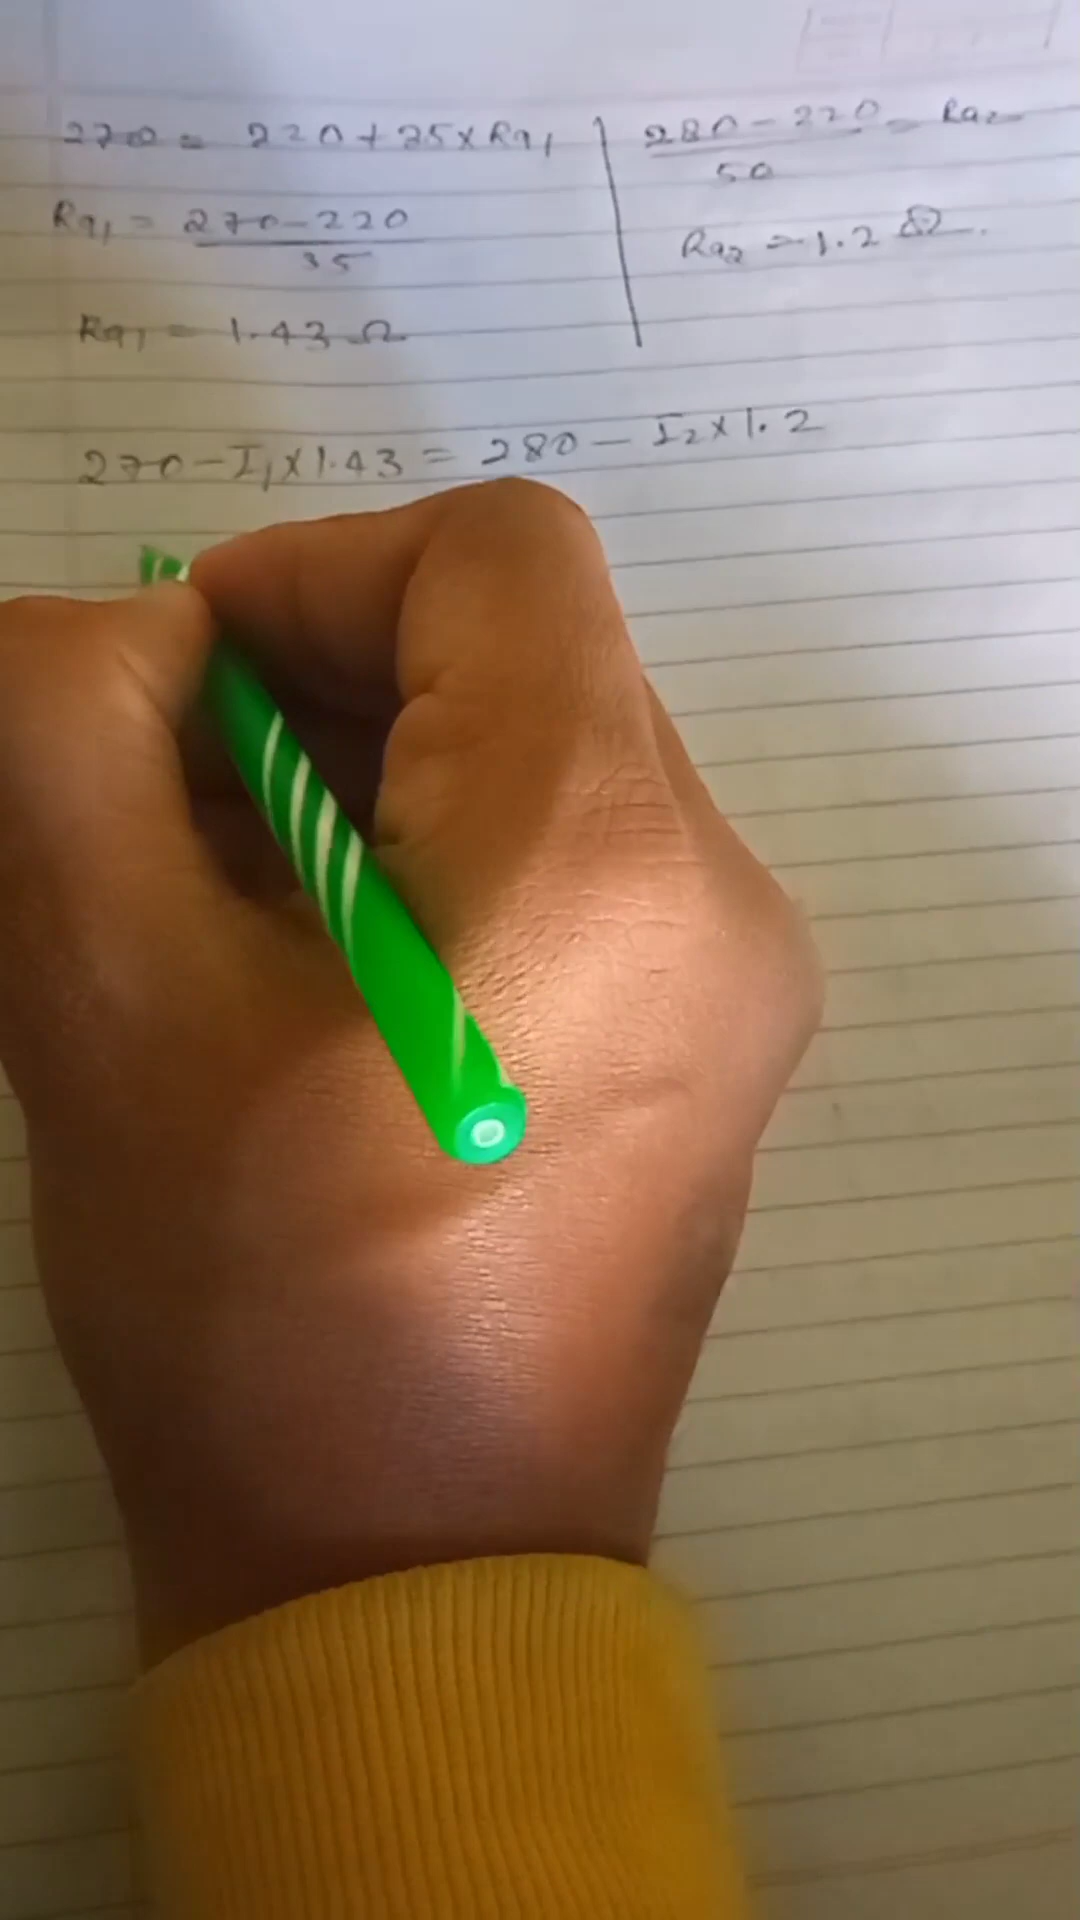 270 = 220 + 35 x Ra1
Ra1 = 270 - 220
35
Ra1 = 1.43 Ω
280 - 220 = Ra2
50
Ra2 = 1.2 Ω.
270 - I1 x 1.43 = 280 - I2 x 1.2